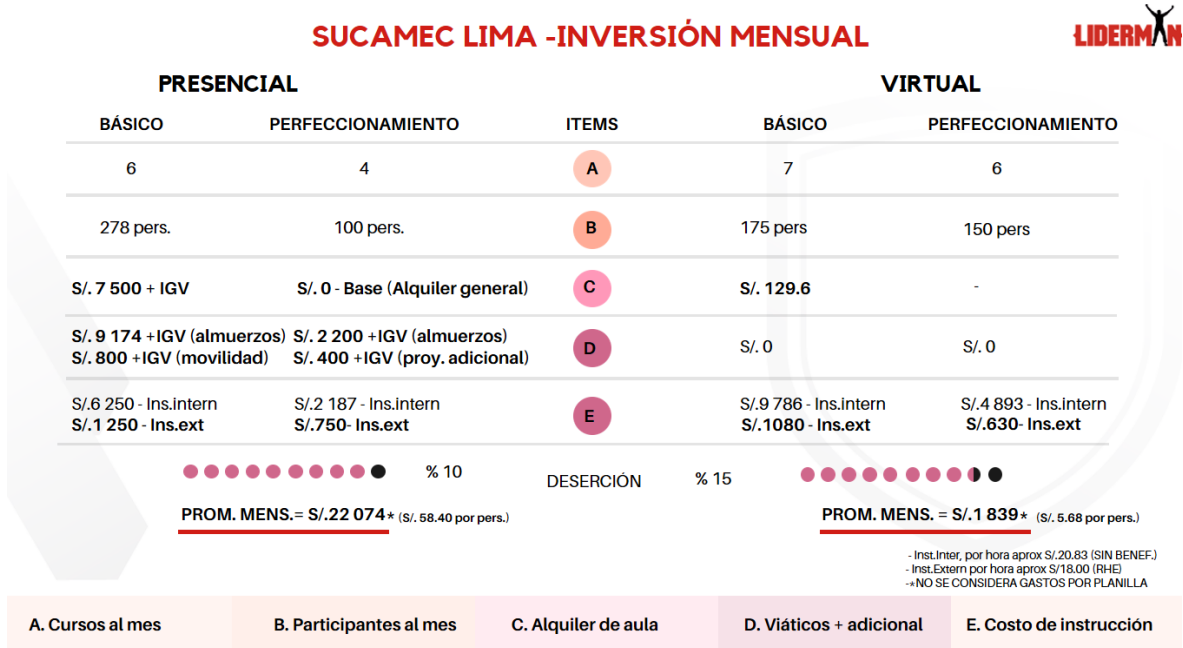 SUCAMEC LIMA -INVERSIÓN MENSUAL
LIDERMAN
PRESENCIAL
VIRTUAL
BÁSICO PERFECCIONAMIENTO ITEMS BÁSICO PERFECCIONAMIENTO
6 4 A 7 6
278 pers. 100 pers. B 175 pers 150 pers
S/. 7 500 + IGV S/. 0 - Base (Alquiler general) C S/. 129.6 -
S/. 9 174 +IGV (almuerzos) S/. 2 200 +IGV (almuerzos)
S/. 800 +IGV (movilidad) S/. 400 +IGV (proy. adicional)
D S/. 0 S/. 0
S/.6 250 - Ins.intern S/.2 187 - Ins.intern
S/.1 250 - Ins.ext S/.750- Ins.ext
E
S/.9 786 - Ins.intern S/.4 893 - Ins.intern
S/.1080- Ins.ext S/.630- Ins.ext
% 10 DESERCIÓN % 15
PROM. MENS.= S/.22 074* (S/. 58.40 por pers.)
PROM. MENS. = S/.1 839* (S/. 5.68 por pers.)
- Inst.Inter, por hora aprox S/.20.83 (SIN BENEF.)
- Inst.Extern por hora aprox S/18.00 (RHE)
-*NO SE CONSIDERA GASTOS POR PLANILLA
A. Cursos al mes B. Participantes al mes C. Alquiler de aula D. Viáticos + adicional E. Costo de instrucción